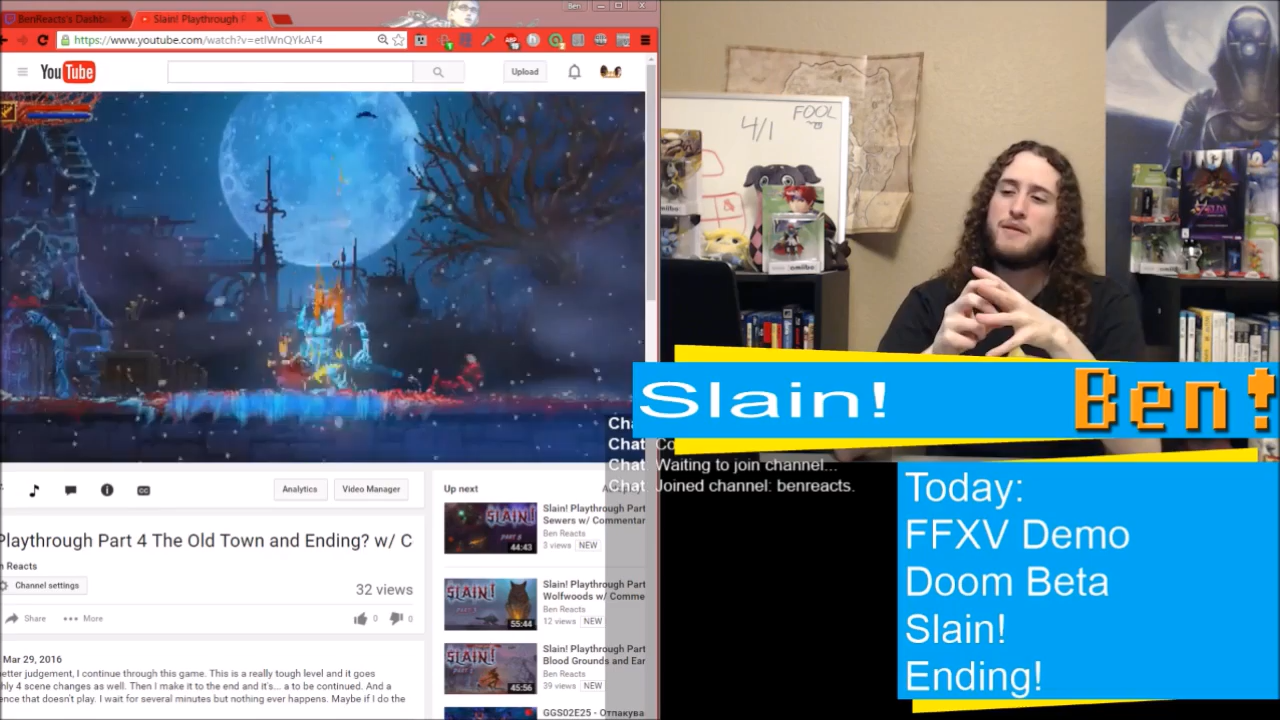 BenReacts's Dashbo
Slain! Playthrough P
Ben
https://www.youtube.com/watch?v=etlWnQYkAF4
YouTube
Upload
4/1
FOOL
amiibo
Slain!
Ben!
Chat
Waiting to join channel...
Chat
Joined channel: benreacts.
Today:
FFXV Demo
Doom Beta
Slain!
Ending!
Analytics
Video Manager
Playthrough Part 4 The Old Town and Ending? w/ C
n Reacts
Channel settings
32 views
Share
More
0
0
Mar 29, 2016
etter judgement, I continue through this game. This is a really tough level and it goes
hly 4 scene changes as well. Then I make it to the end and it's... a to be continued. And a
ence that doesn't play. I wait for several minutes but nothing ever happens. Maybe if I do the
Up next
SLAIN!
44:43
Slain! Playthrough Part
Sewers w/ Commentar
Ben Reacts
3 views NEW
SLAIN!
55:44
Slain! Playthrough Part
Wolfwoods w/ Comme
Ben Reacts
12 views NEW
SLAIN!
45:56
Slain! Playthrough Part
Blood Grounds and Ear
Ben Reacts
39 views NEW
GGS02E25 - Отпакува